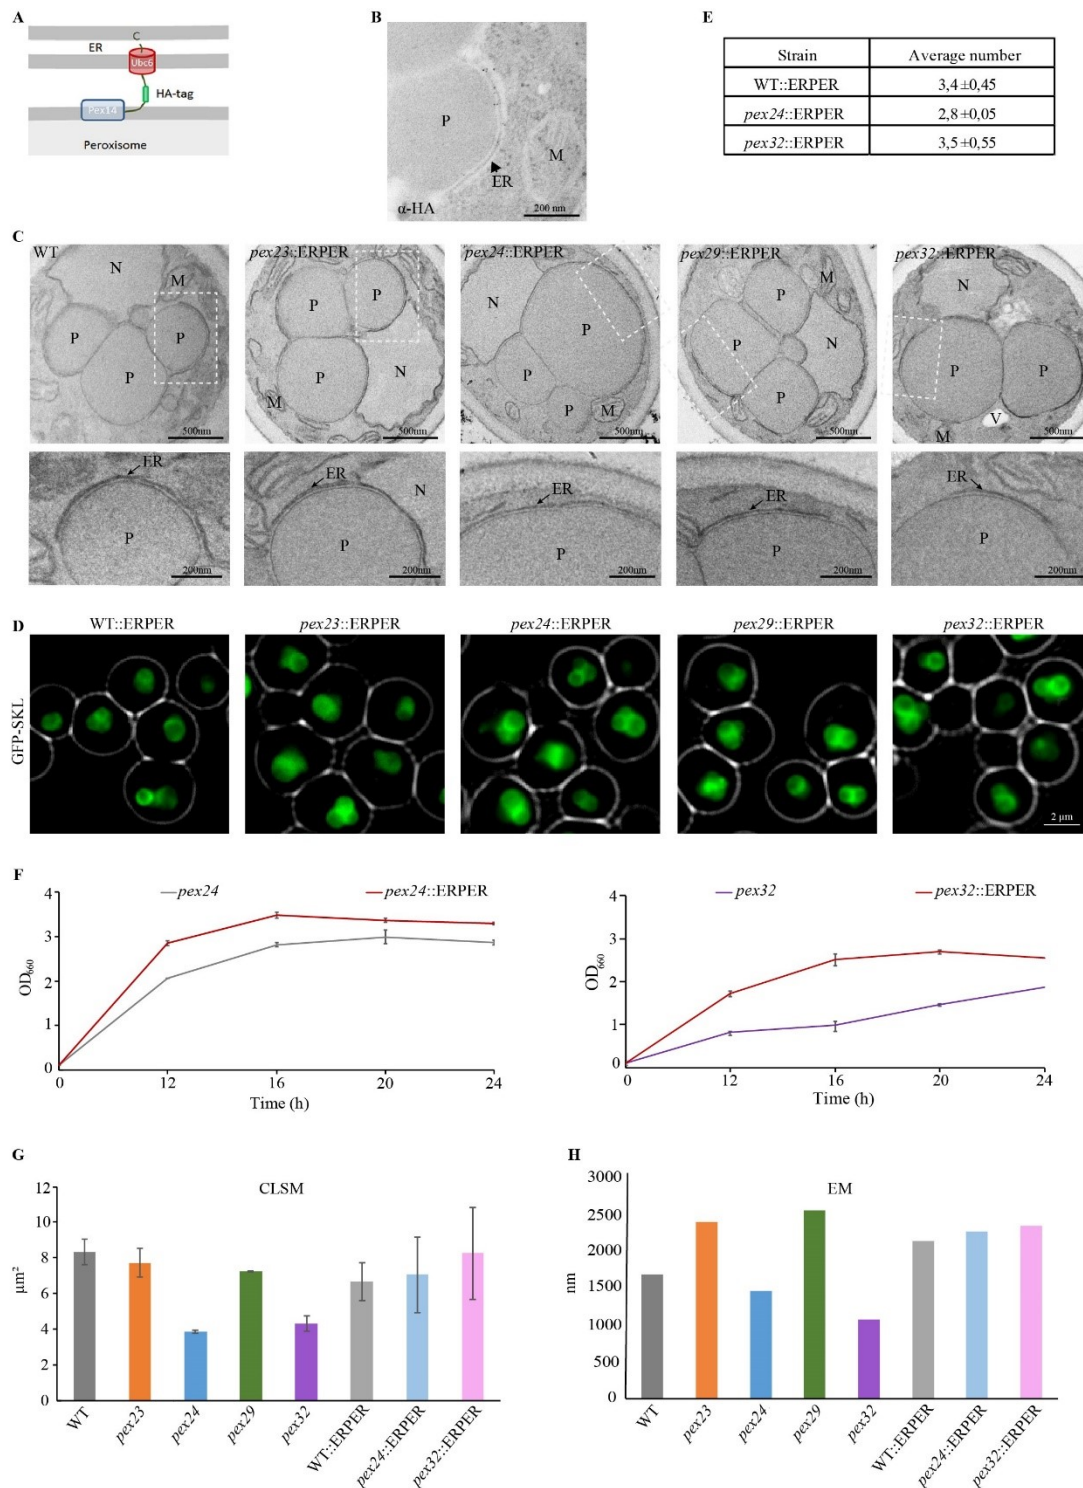 A
C
ER
Ubc6
HA-tag
Pex14
Peroxisome
B
P
M
ER
α-HA
200 nm
E
Strain Average number
WT::ERPER 3,4 ±0,45
pex24::ERPER 2,8 ±0,05
pex32::ERPER 3,5 ±0,55
C
WT pex23::ERPER pex24::ERPER pex29::ERPER pex32::ERPER
N M P P P 500nm
P P P N M 500nm
N P P P M 500nm
P M P N P 500nm
N P P V M 500nm
ER P 200nm
ER N P 200nm
ER P 200nm
ER P 200nm
ER P 200nm
D
WT::ERPER pex23::ERPER pex24::ERPER pex29::ERPER pex32::ERPER
GFP-SKL
2 µm
F
pex24 pex24::ERPER
OD660
4
3
2
1
0
0 12 16 20 24
Time (h)
pex32 pex32::ERPER
OD660
4
3
2
1
0
0 12 16 20 24
Time (h)
G
CLSM
µm²
12
10
8
6
4
2
0
WT pex23 pex24 pex29 pex32 WT::ERPER pex24::ERPER pex32::ERPER
H
EM
nm
3000
2500
2000
1500
1000
500
0
WT pex23 pex24 pex29 pex32 WT::ERPER pex24::ERPER pex32::ERPER